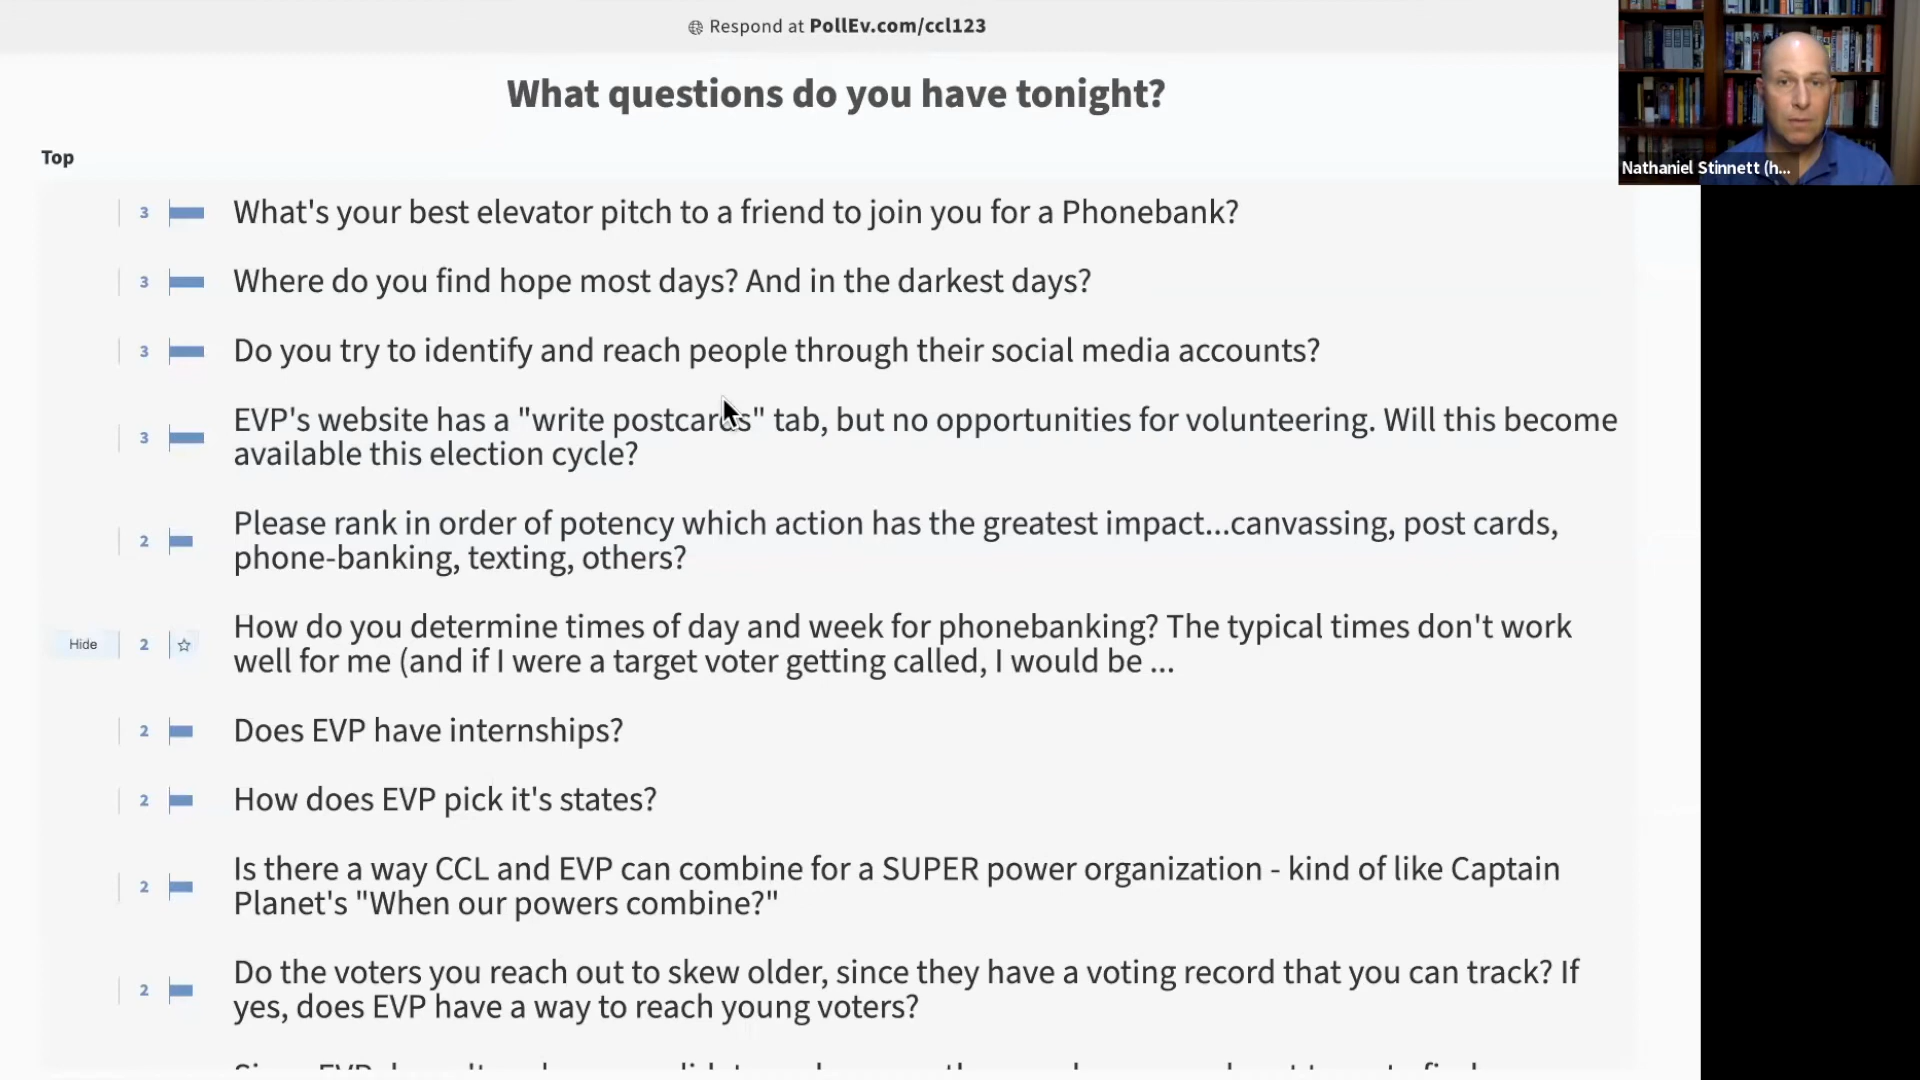 Respond at PollEv.com/ccl123
What questions do you have tonight?
Nathaniel Stinnett (h...
Top
3 What's your best elevator pitch to a friend to join you for a Phonebank?
3 Where do you find hope most days? And in the darkest days?
3 Do you try to identify and reach people through their social media accounts?
3 EVP's website has a "write postcards" tab, but no opportunities for volunteering. Will this become
available this election cycle?
2 Please rank in order of potency which action has the greatest impact...canvassing, post cards,
phone-banking, texting, others?
Hide 2 How do you determine times of day and week for phonebanking? The typical times don't work
well for me (and if I were a target voter getting called, I would be ...
2 Does EVP have internships?
2 How does EVP pick it's states?
2 Is there a way CCL and EVP can combine for a SUPER power organization - kind of like Captain
Planet's "When our powers combine?"
2 Do the voters you reach out to skew older, since they have a voting record that you can track? If
yes, does EVP have a way to reach young voters?